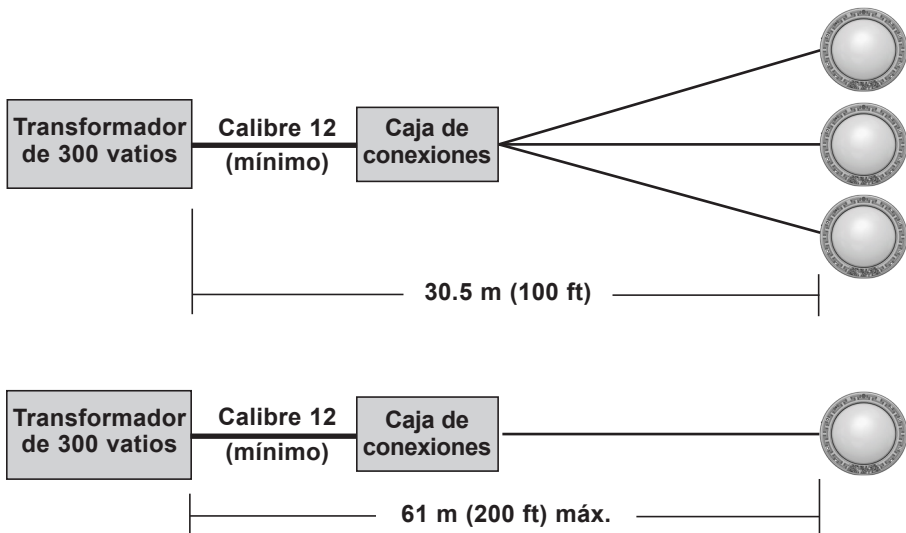 Transformador
de 300 vatios
Calibre 12
(mínimo)
Caja de
conexiones
30.5 m (100 ft)
Transformador
de 300 vatios
Calibre 12
(mínimo)
Caja de
conexiones
61 m (200 ft) máx.